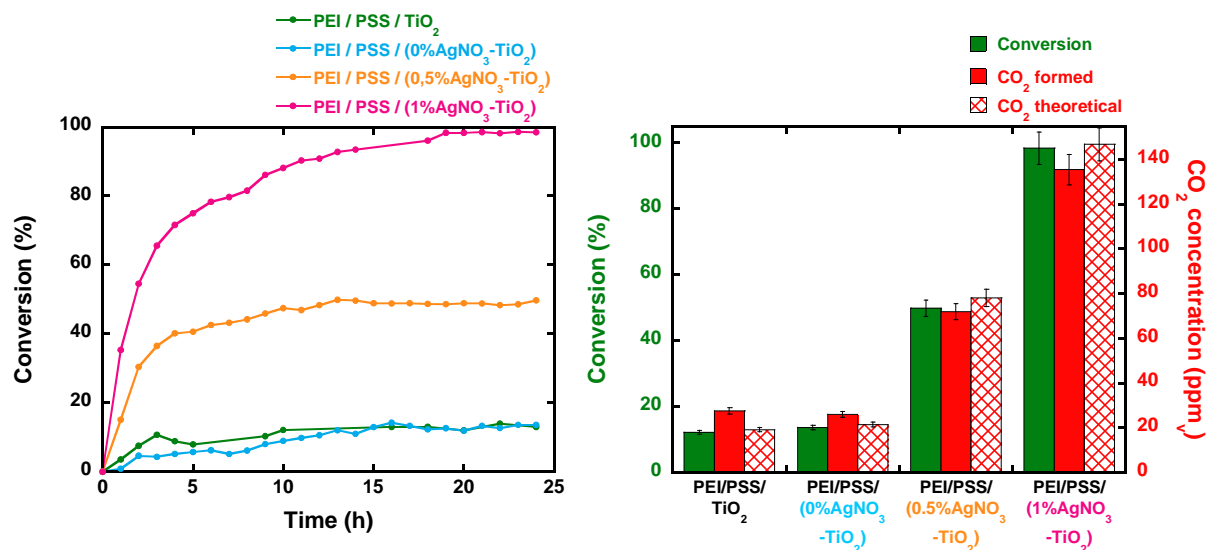 PEI / PSS / TiO₂
PEI / PSS / (0%AgNO₃-TiO₂)
PEI / PSS / (0,5%AgNO₃-TiO₂)
PEI / PSS / (1%AgNO₃-TiO₂)
100
80
60
40
20
0
0 5 10 15 20 25
Conversion (%)
Time (h)
Conversion
CO₂ formed
CO₂ theoretical
100
80
60
40
20
0
Conversion (%)
140
120
100
80
60
40
20
0
CO₂ concentration (ppmᵥ)
PEI/PSS/ PEI/PSS/ PEI/PSS/ PEI/PSS/
TiO₂ (0%AgNO₃ (0.5%AgNO₃ (1%AgNO₃
-TiO₂) -TiO₂) -TiO₂)